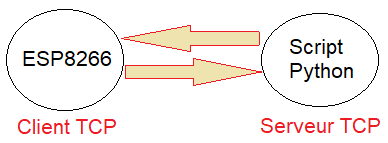 ESP8266
Script
Python
Client TCP
Serveur TCP